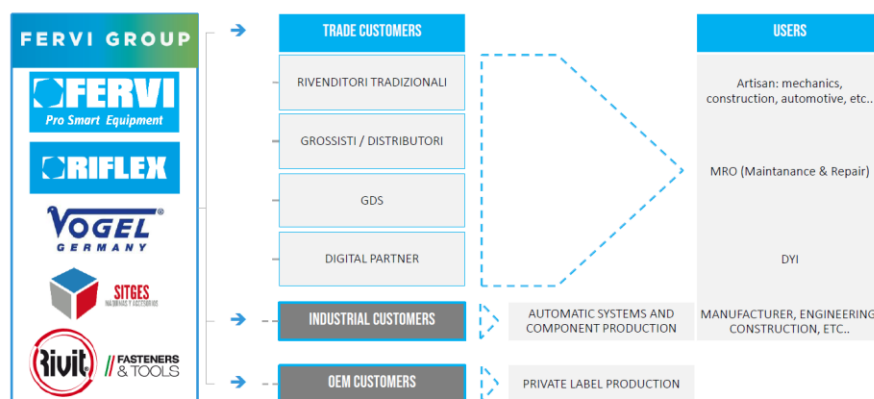 FERVI GROUP
FERVI
Pro Smart Equipment
RIFLEX
VOGEL®
GERMANY
SITGES
MÁQUINAS Y ACCESORIOS
Rivit
FASTENERS
& TOOLS
TRADE CUSTOMERS
RIVENDITORI TRADIZIONALI
GROSSISTI / DISTRIBUTORI
GDS
DIGITAL PARTNER
INDUSTRIAL CUSTOMERS
AUTOMATIC SYSTEMS AND
COMPONENT PRODUCTION
OEM CUSTOMERS
PRIVATE LABEL PRODUCTION
USERS
Artisan: mechanics,
construction, automotive, etc..
MRO (Maintanance & Repair)
DYI
MANUFACTURER, ENGINEERING
CONSTRUCTION, ETC..